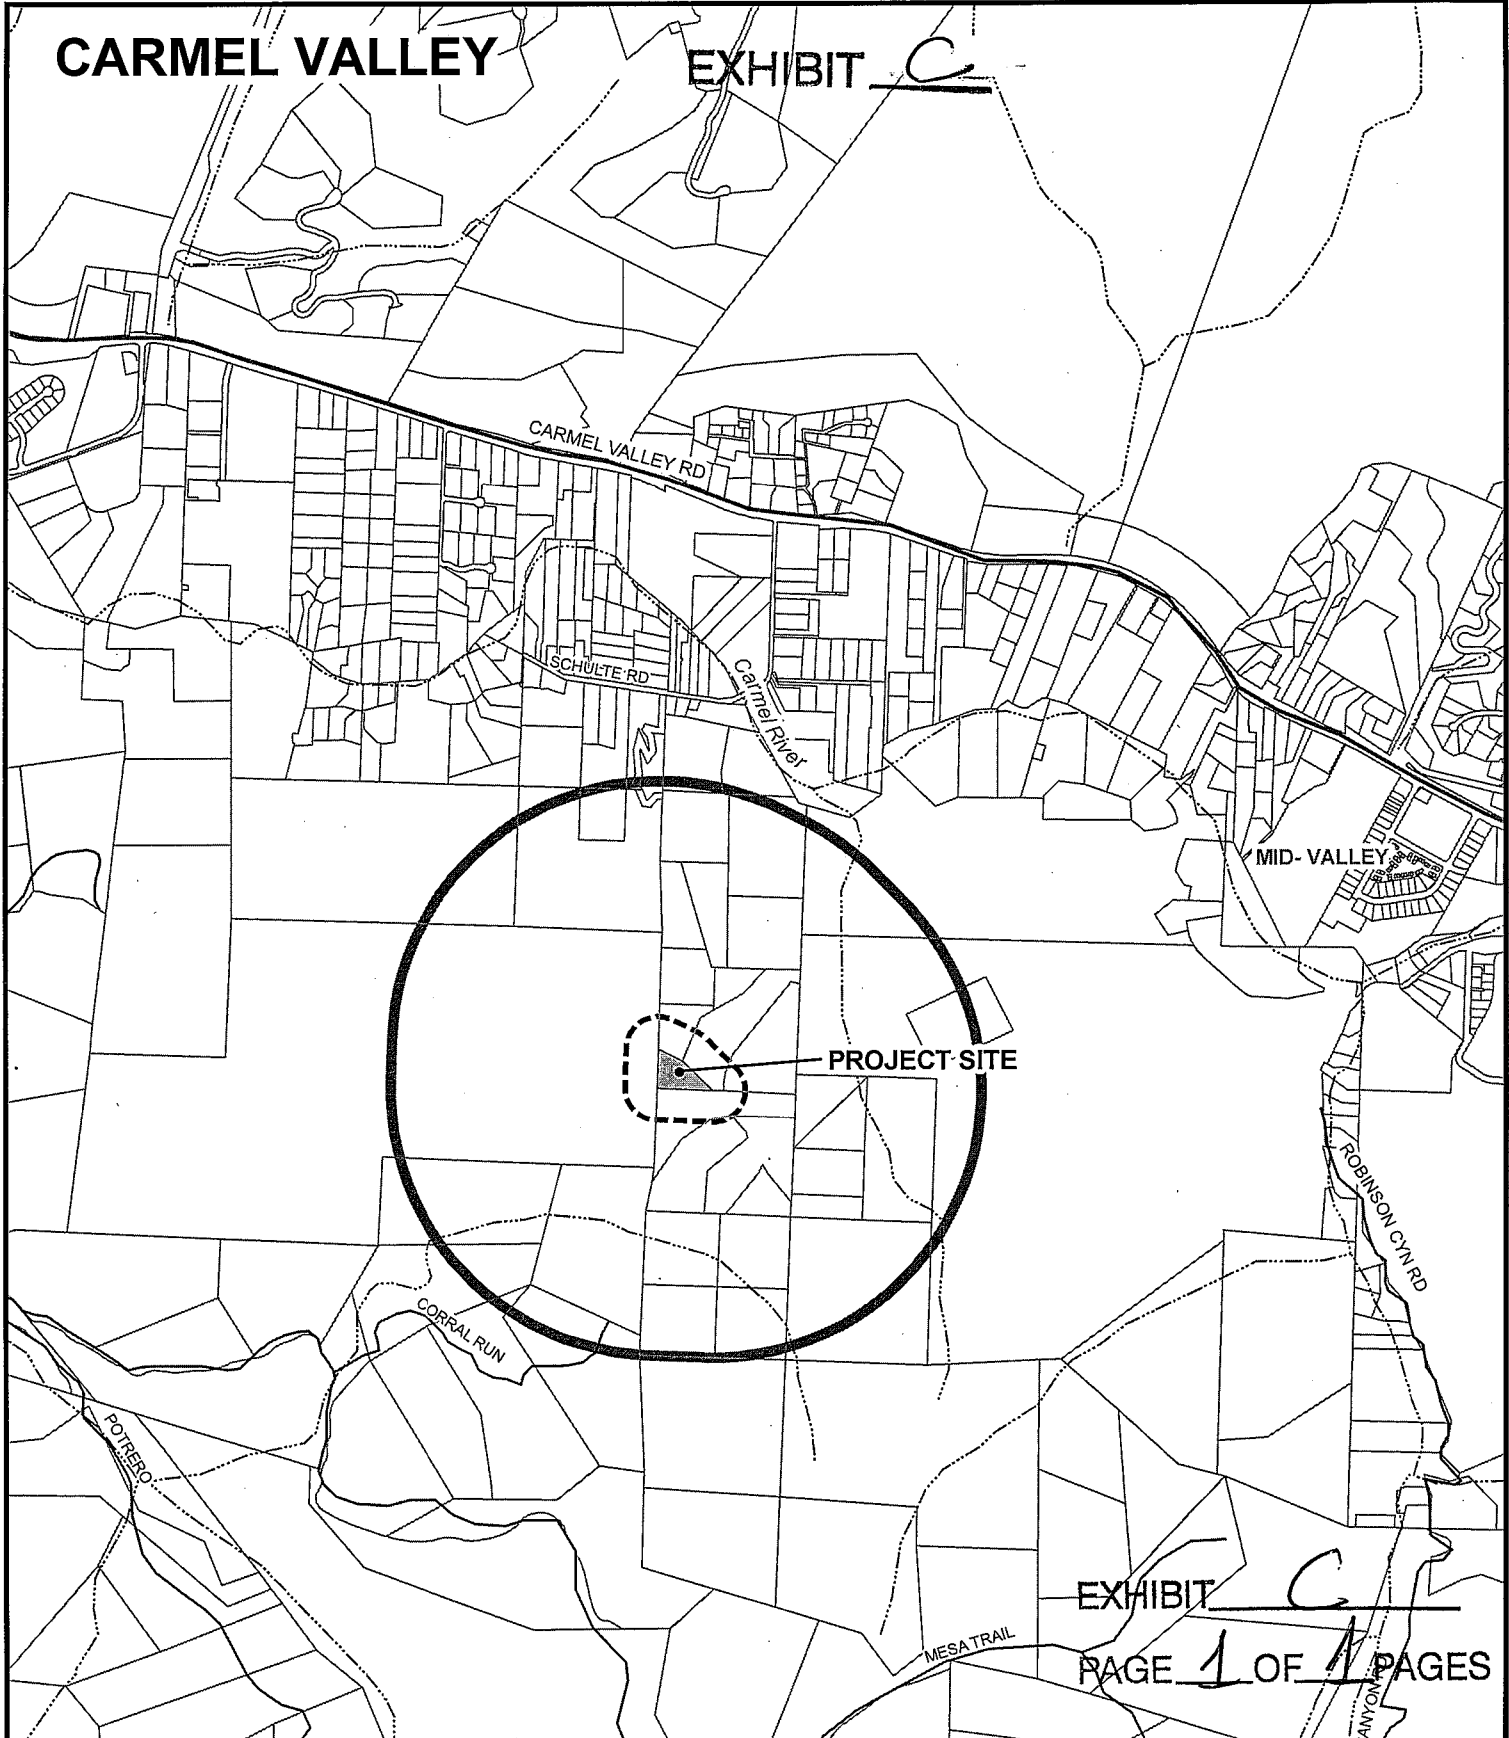 CARMEL VALLEY
EXHIBIT C
CARMEL VALLEY RD
SCHULTE RD
Carmel River
MID- VALLEY
PROJECT SITE
ROBINSON CYN RD
CORRAL RUN
POTRERO
EXHIBIT C
MESA TRAIL
PAGE 1 OF 1 PAGES